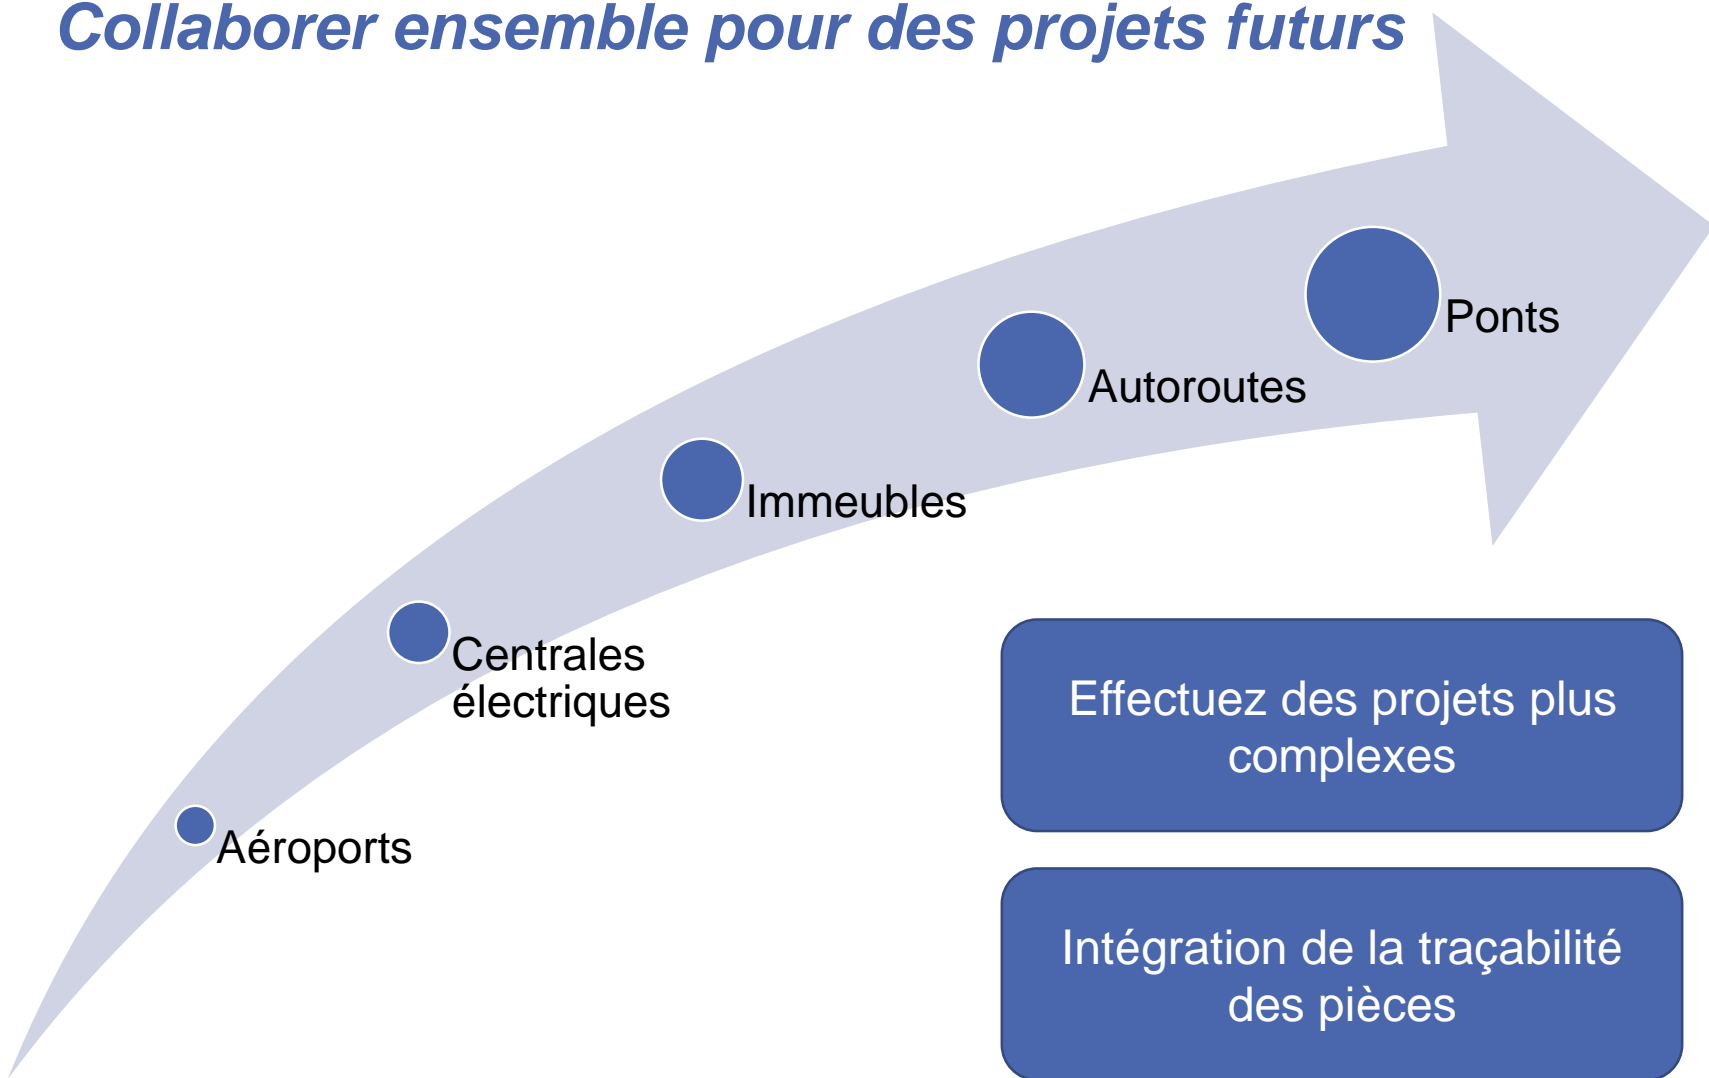 Collaborer ensemble pour des projets futurs
Ponts
Autoroutes
Immeubles
Centrales
électriques
Aéroports
Effectuez des projets plus
complexes
Intégration de la traçabilité
des pièces